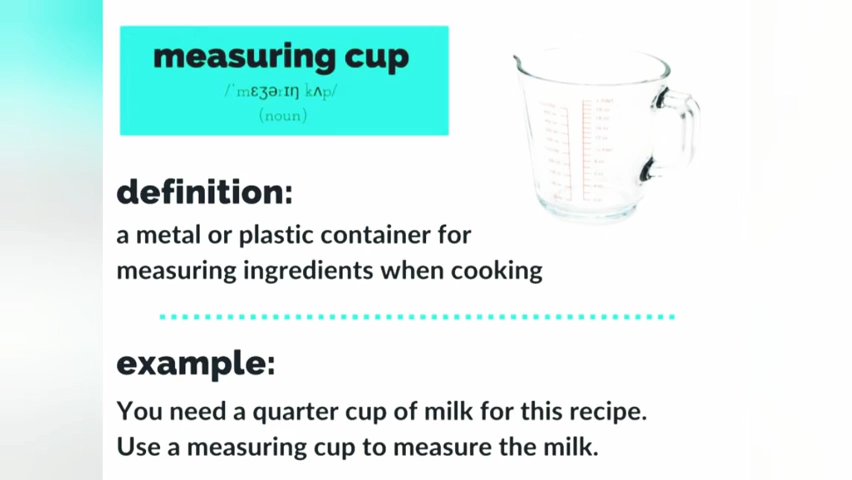 measuring cup
/ˈmɛʒərɪŋ kʌp/
(noun)
definition:
a metal or plastic container for
measuring ingredients when cooking
example:
You need a quarter cup of milk for this recipe.
Use a measuring cup to measure the milk.